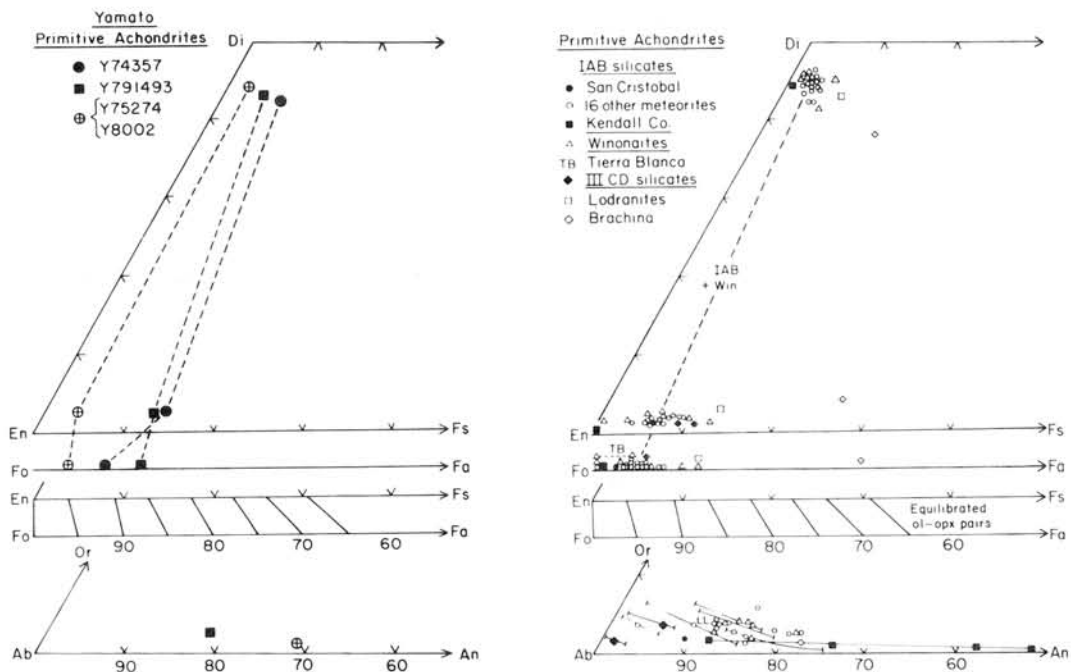 Yamato
Primitive Achondrites
Y74357
Y791493
Y75274
Y8002
Di
En
Fs
Fo
Fa
En
Fs
Fo
Fa
Or
90
80
70
60
Ab
An
90
80
70
60
Primitive Achondrites
IAB silicates
San Cristobal
16 other meteorites
Kendall Co.
Winonaites
TB Tierra Blanca
III CD silicates
Lodranites
Brachina
Di
IAB
+ Win
En
Fs
TB
Fo
Fa
En
Fs
Equilibrated
ol-opx pairs
Fo
Fa
Or
90
80
70
60
LL
Ab
An
90
80
70
60